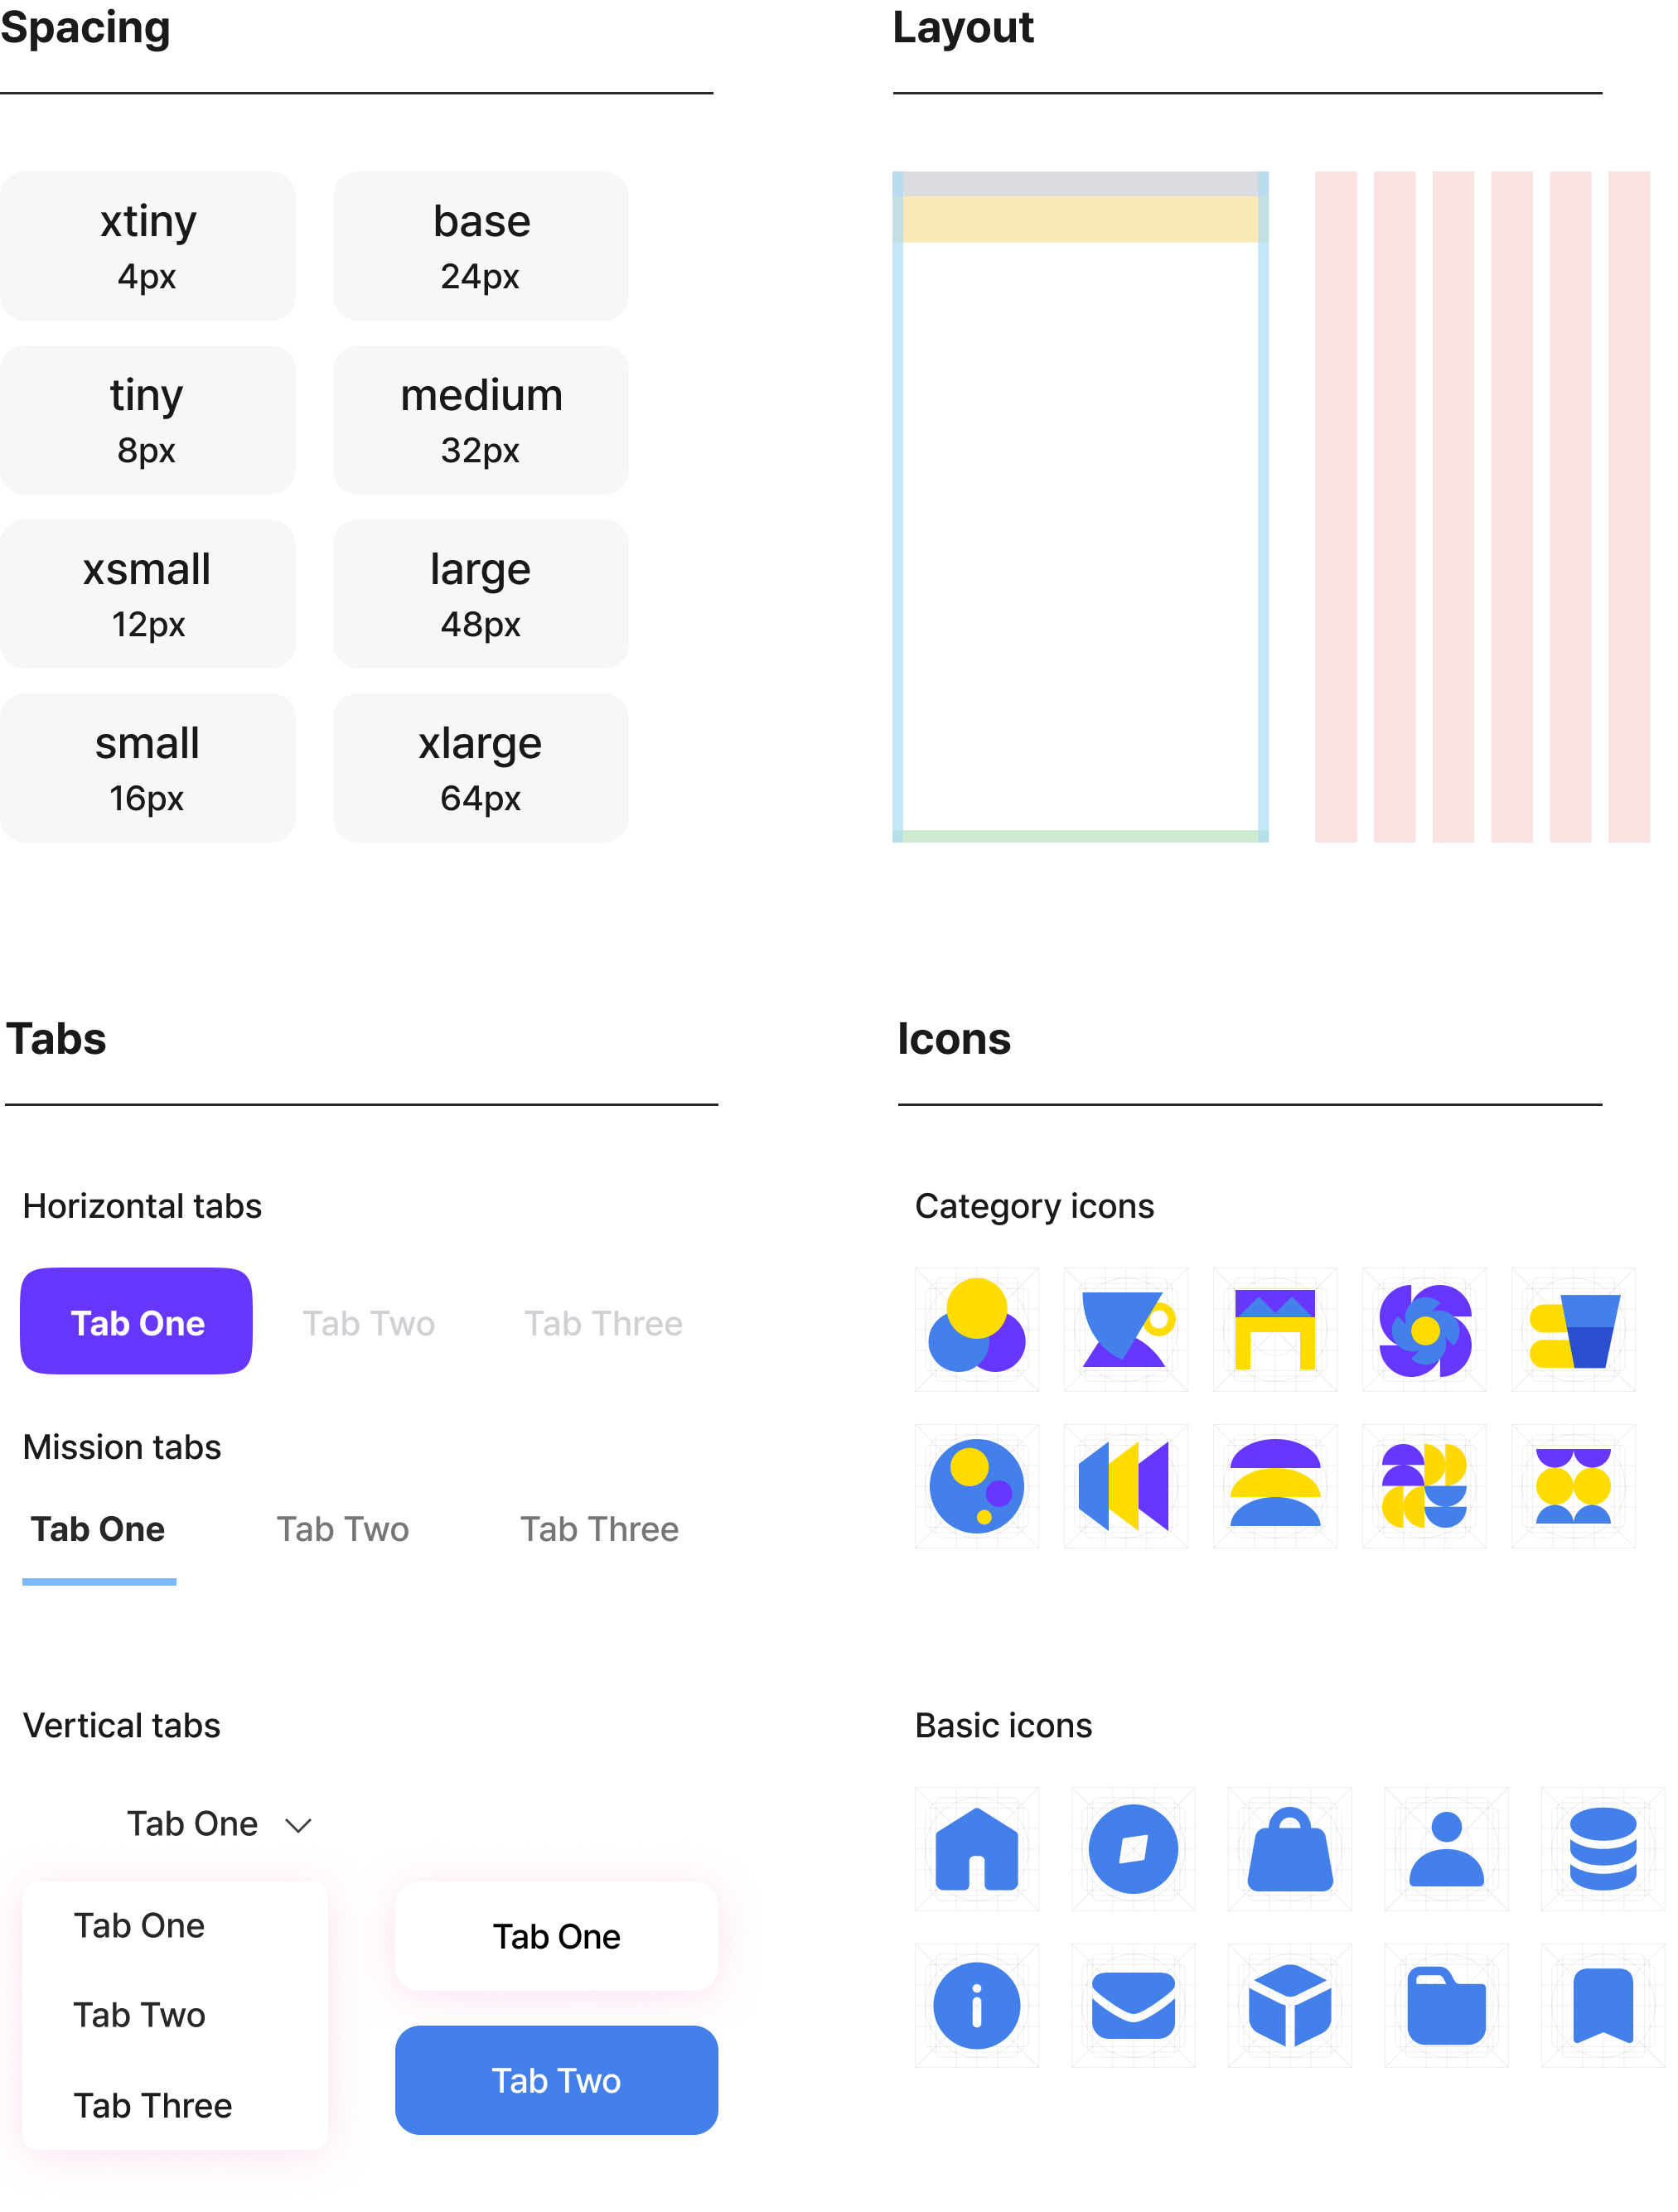 Spacing
Layout
xtiny
4px
base
24px
tiny
8px
medium
32px
xsmall
12px
large
48px
small
16px
xlarge
64px
Tabs
Icons
Horizontal tabs
Tab One
Tab Two
Tab Three
Mission tabs
Tab One
Tab Two
Tab Three
Vertical tabs
Tab One
Tab One
Tab Two
Tab Three
Tab One
Tab Two
Category icons
Basic icons